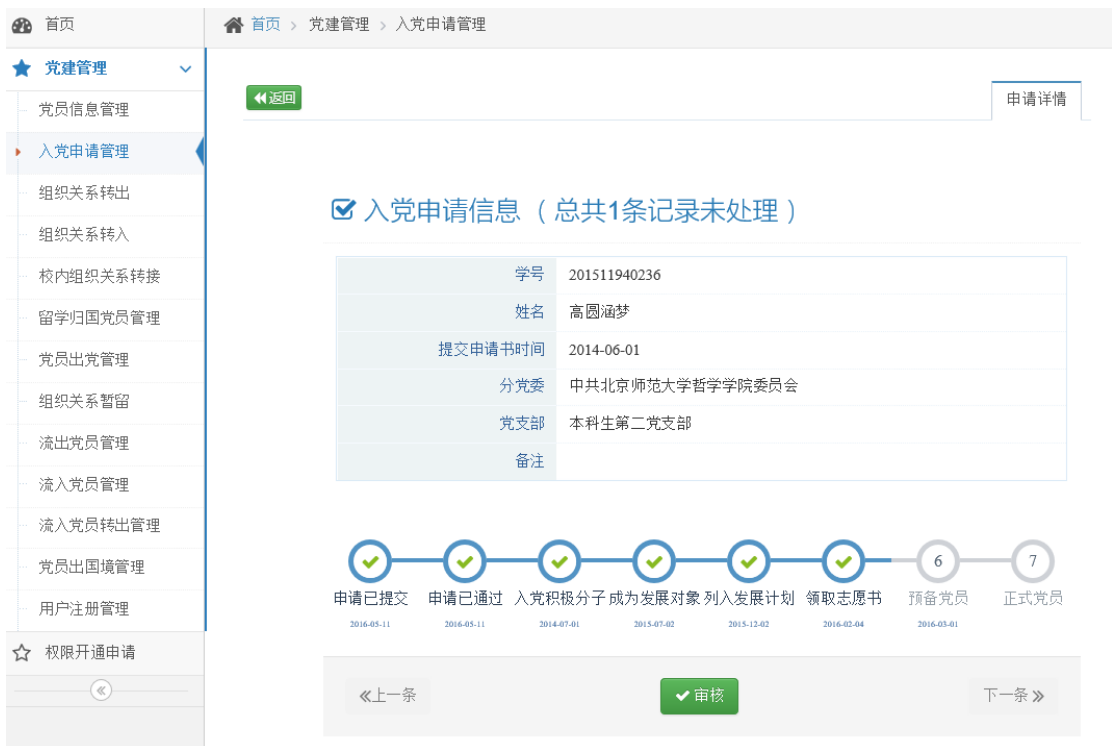 首页
首页 > 党建管理 > 入党申请管理
党建管理
党员信息管理
入党申请管理
组织关系转出
组织关系转入
校内组织关系转接
留学归国党员管理
党员出党管理
组织关系暂留
流出党员管理
流入党员管理
流入党员转出管理
党员出国境管理
用户注册管理
权限开通申请
返回
申请详情
入党申请信息 ( 总共1条记录未处理 )
学号 201511940236
姓名 高圆涵梦
提交申请书时间 2014-06-01
分党委 中共北京师范大学哲学学院委员会
党支部 本科生第二党支部
备注
6 7
申请已提交 申请已通过 入党积极分子 成为发展对象 列入发展计划 领取志愿书 预备党员 正式党员
2016-05-11 2016-05-11 2014-07-01 2015-07-02 2015-12-02 2016-02-04 2016-03-01
上一条 审核 下一条